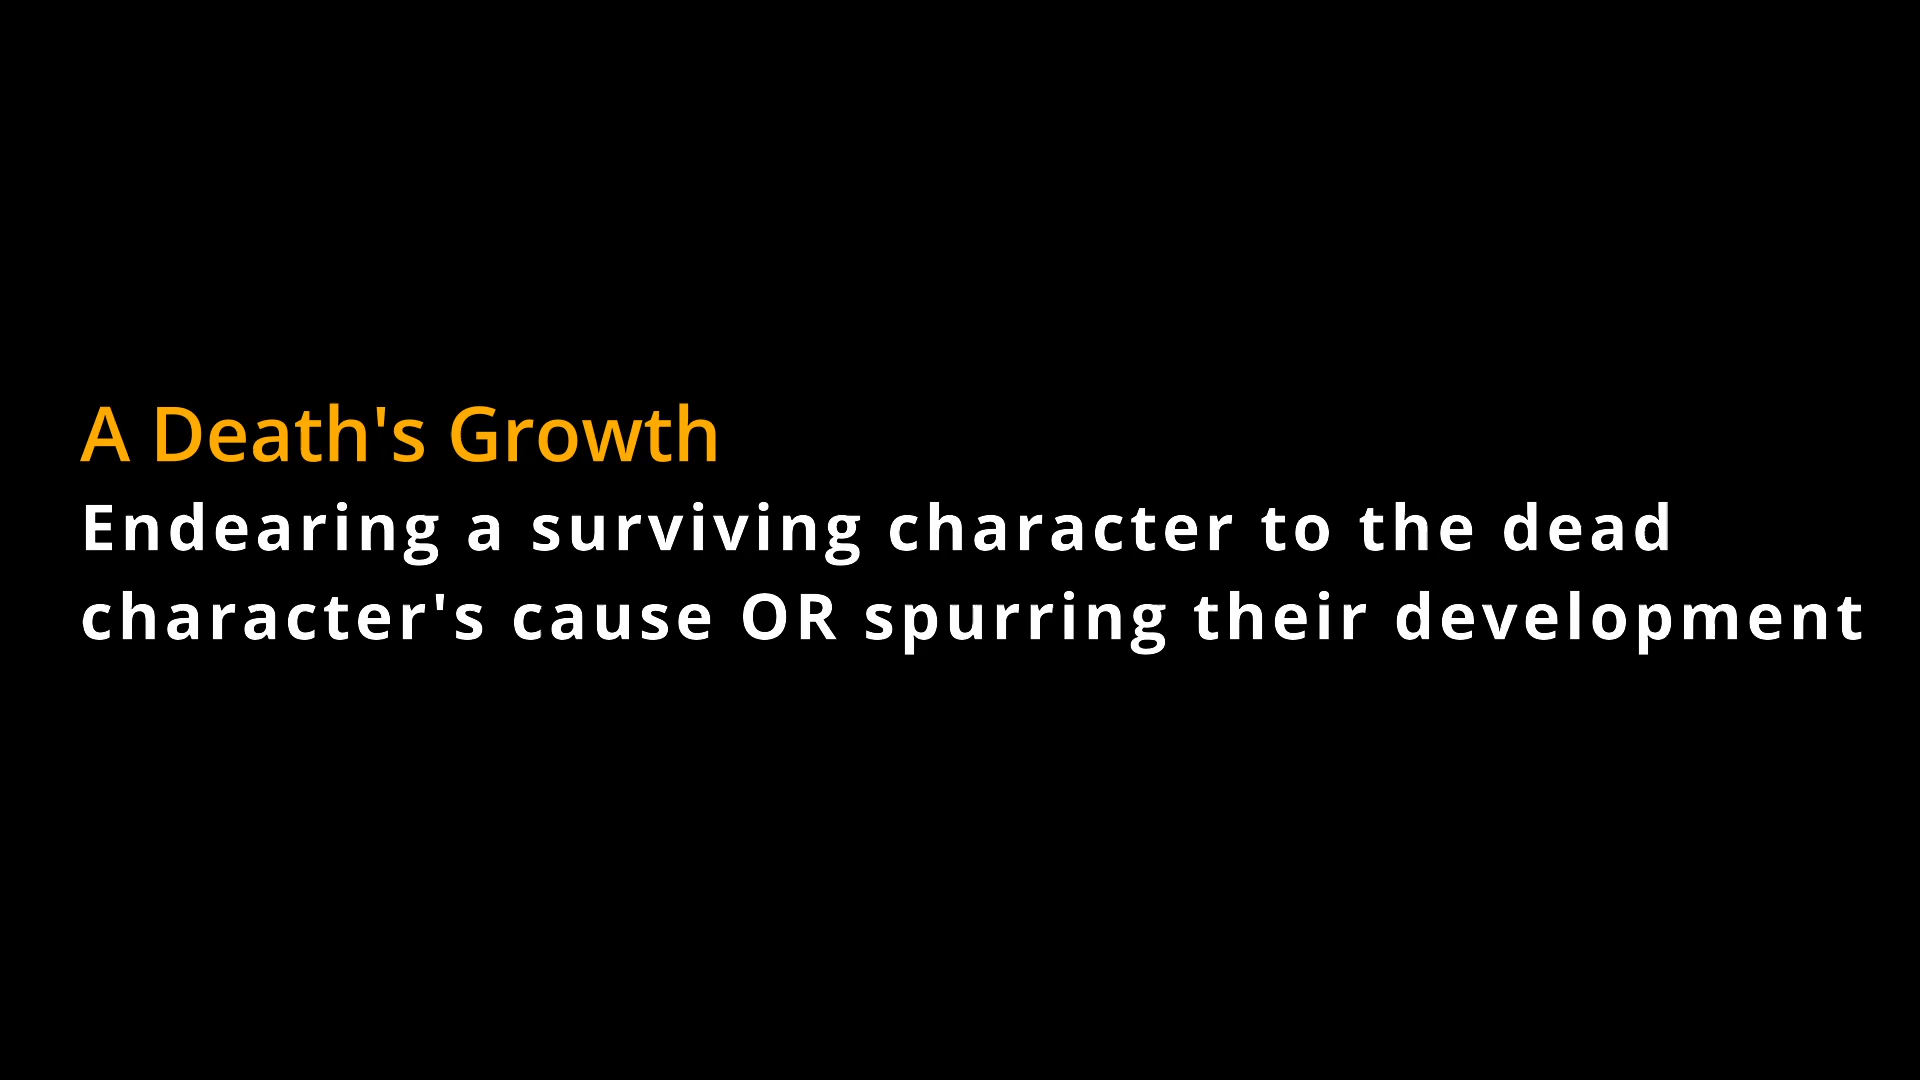 A Death's Growth
Endearing a surviving character to the dead
character's cause OR spurring their development